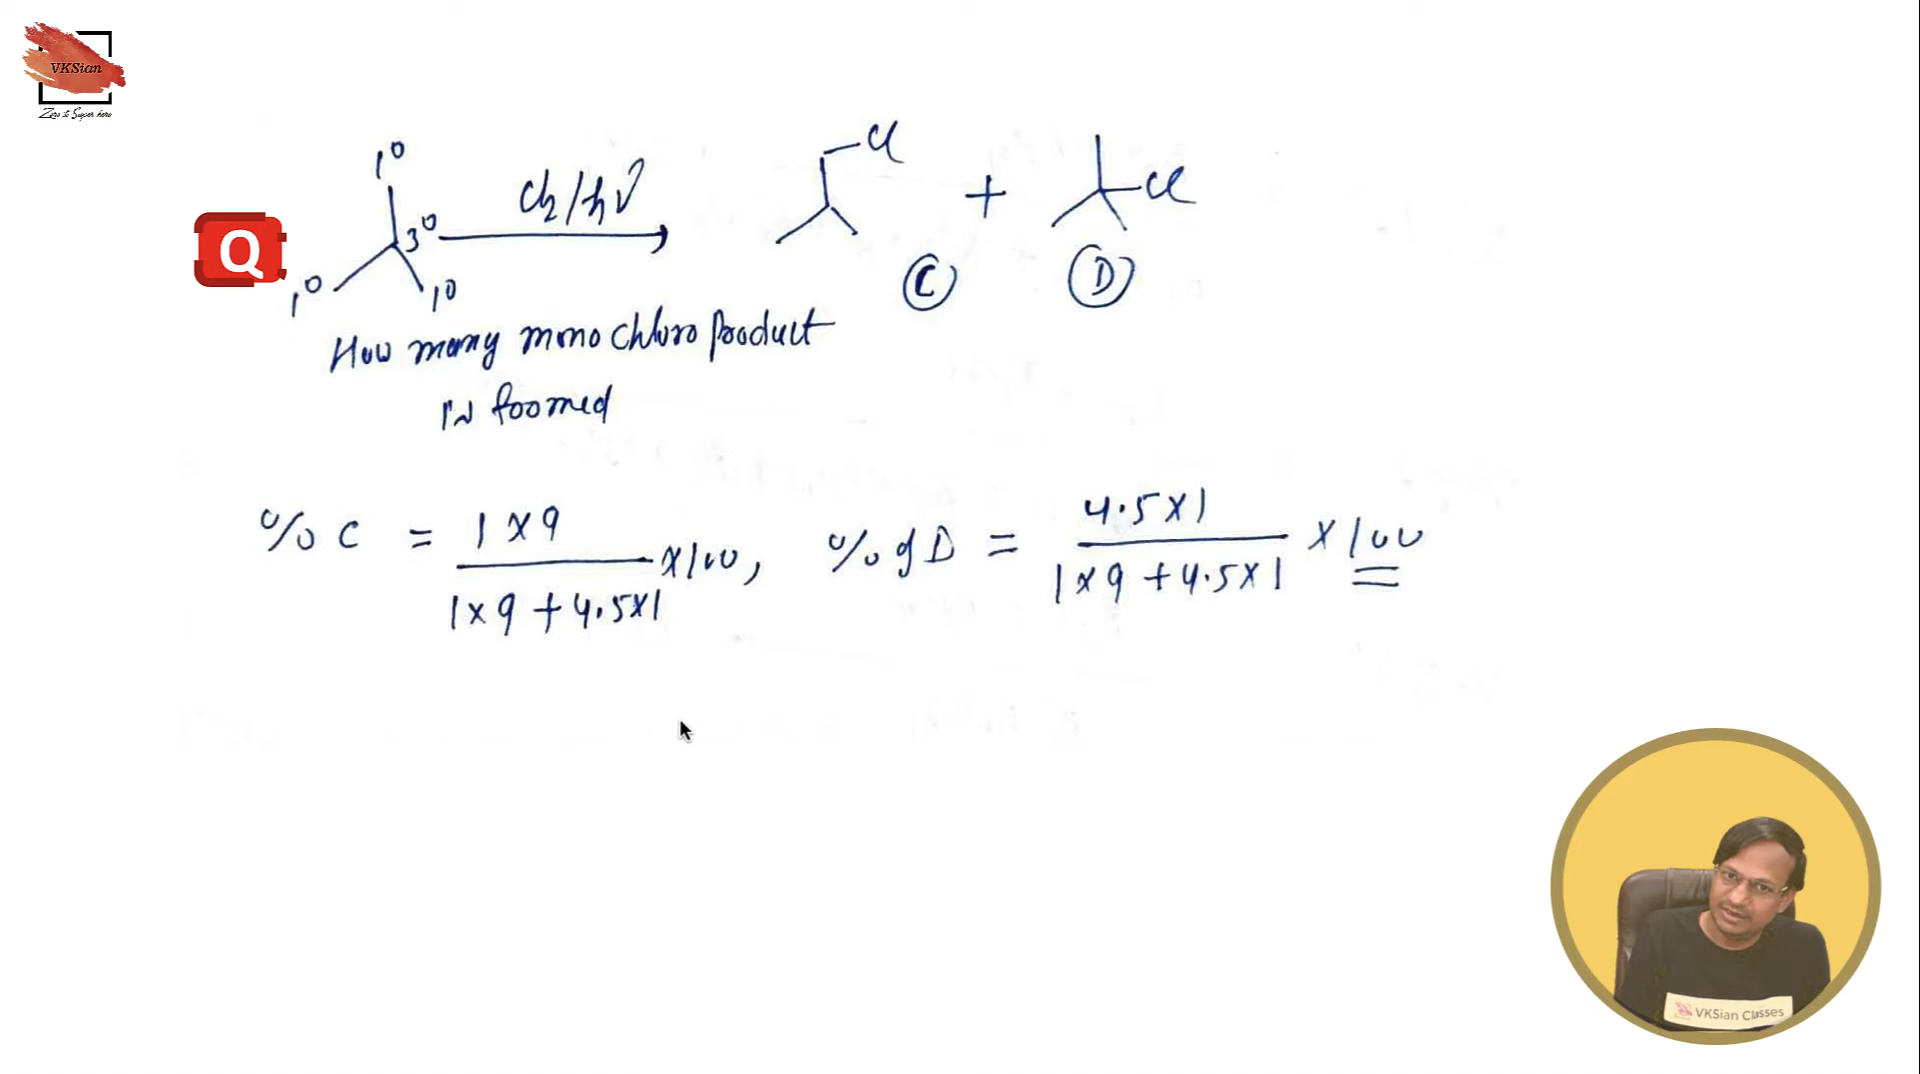 VKSian
Zero to Super hero
1° 3° 1° 1° Cl2/hν Cl + Cl
Q
C D
How many mono chloro product
is formed
% C = 1 x 9 / 1 x 9 + 4.5 x 1 x 100, % of D = 4.5 x 1 / 1 x 9 + 4.5 x 1 x 100
VKSian Classes